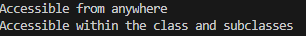 Accessible from anywhere
Accessible within the class and subclasses